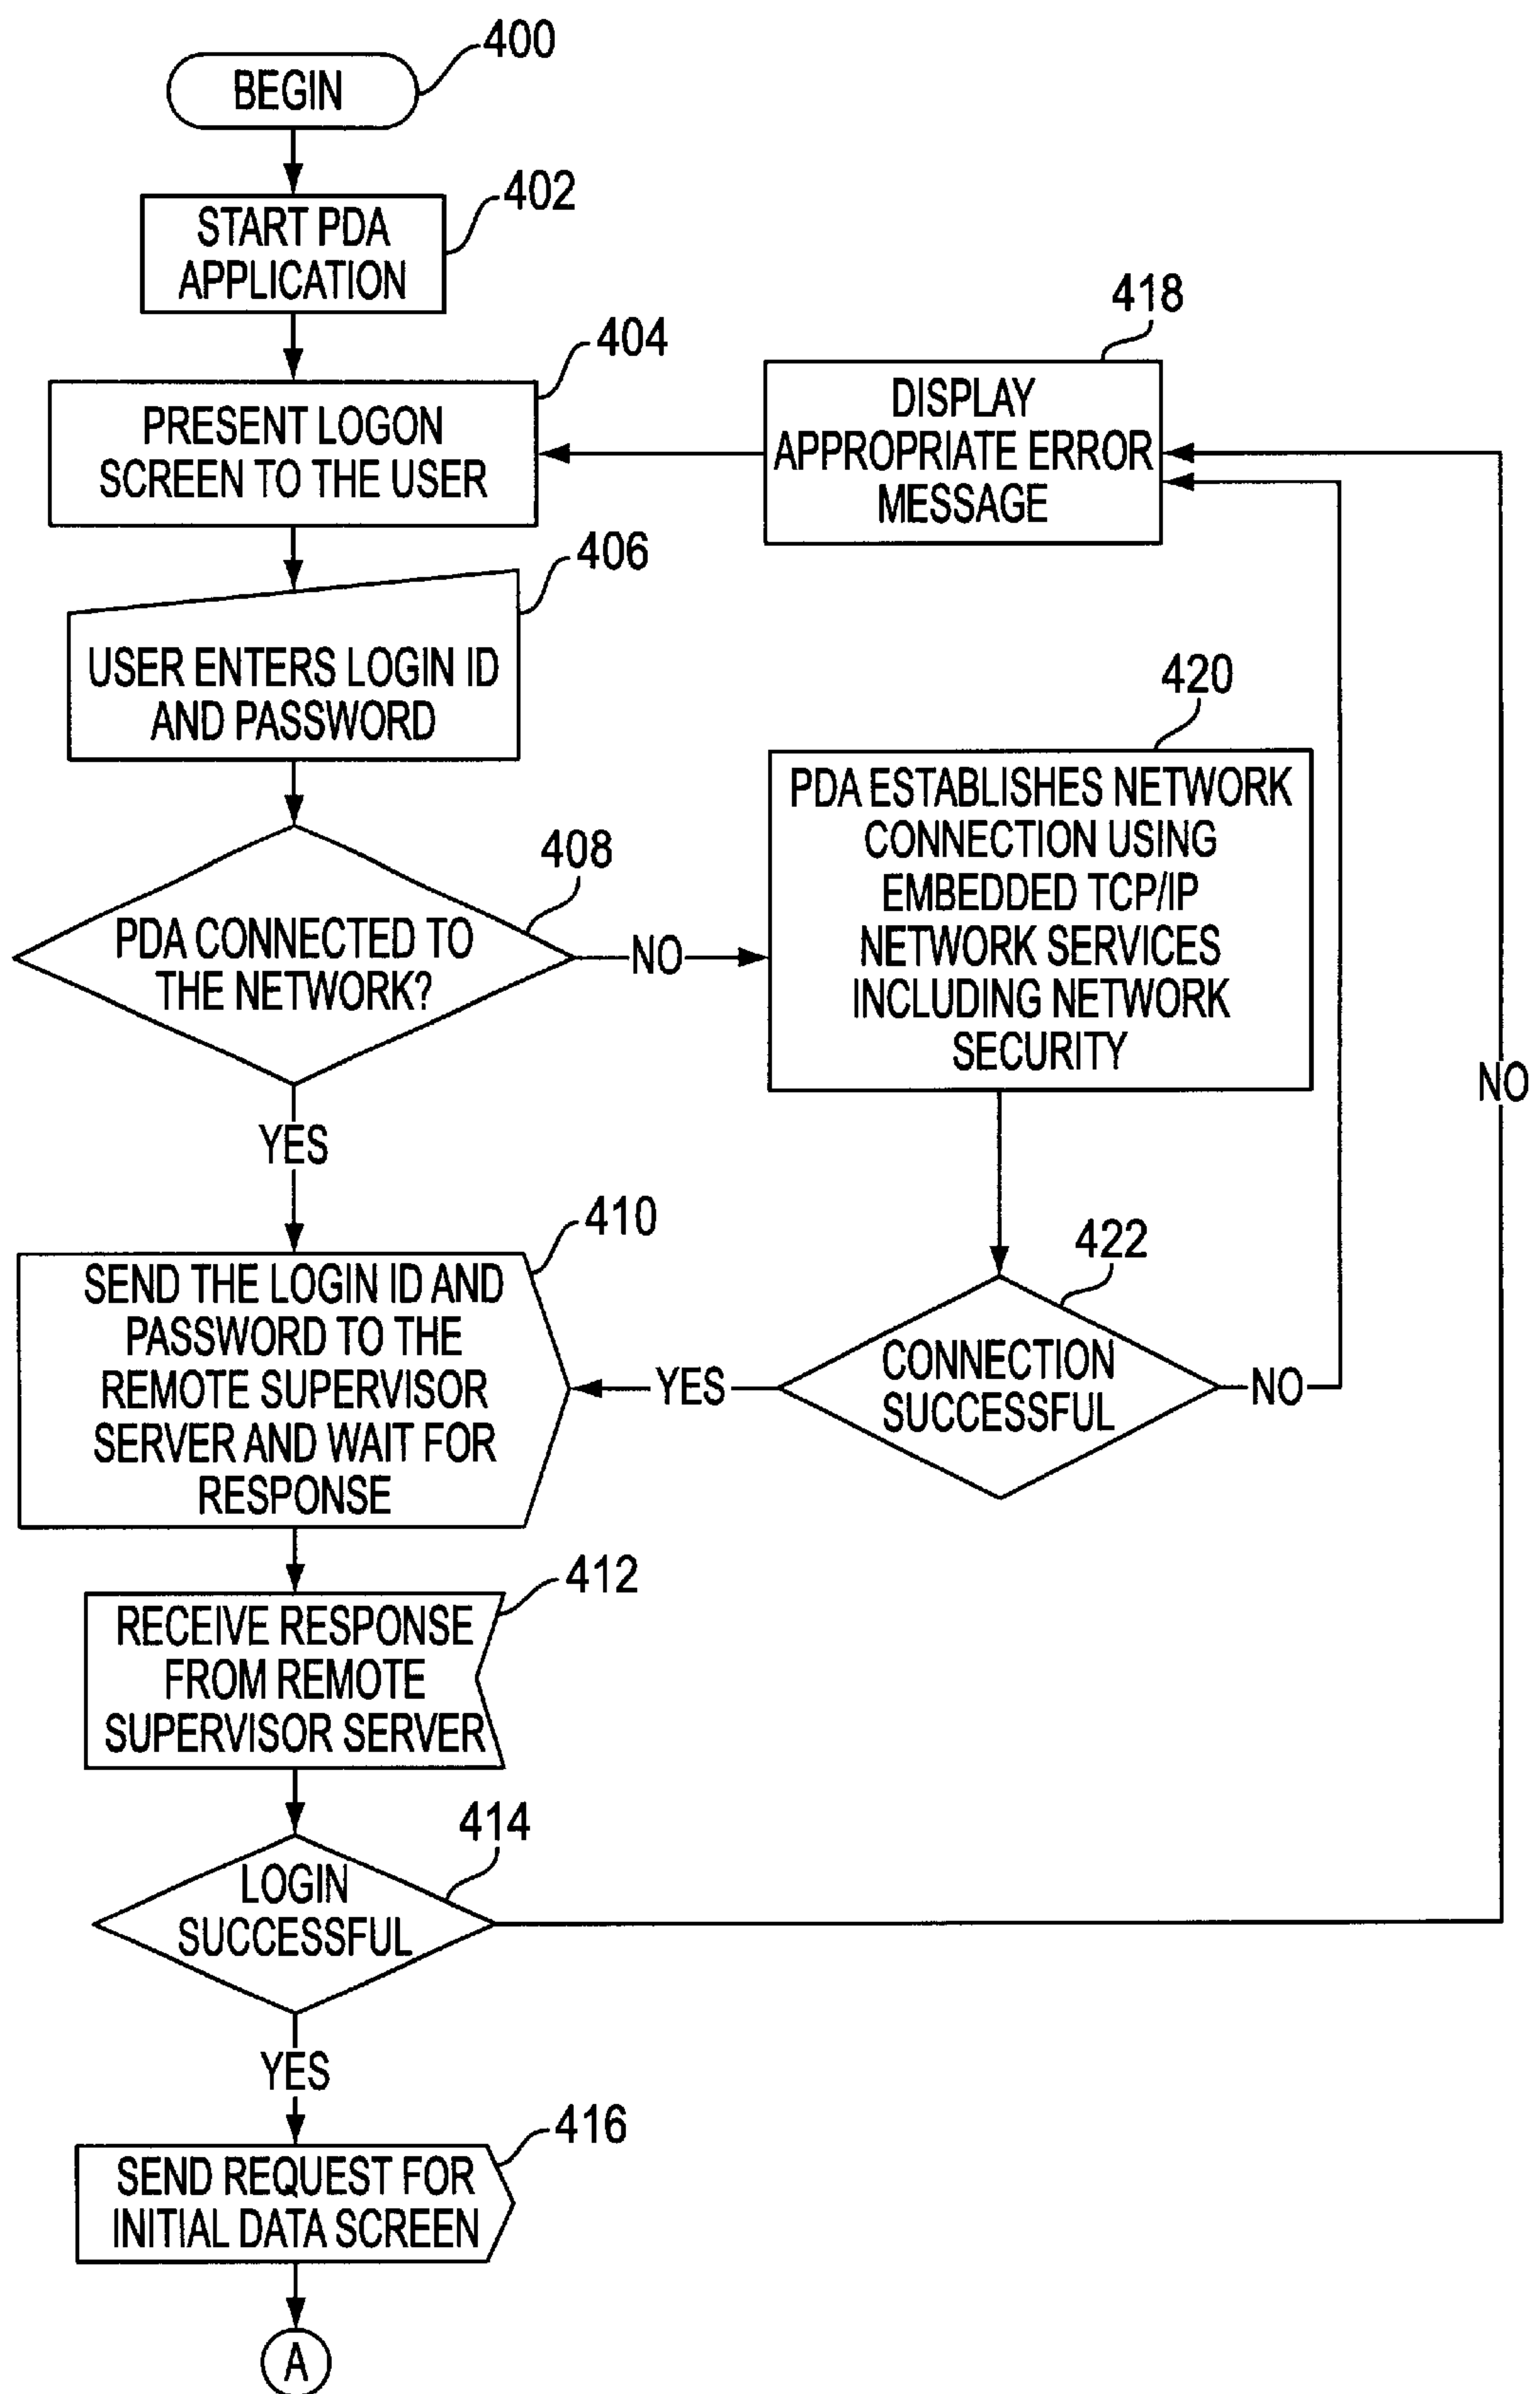 400
BEGIN
402
START PDA
APPLICATION
404
PRESENT LOGON
SCREEN TO THE USER
418
DISPLAY
APPROPRIATE ERROR
MESSAGE
406
USER ENTERS LOGIN ID
AND PASSWORD
408
PDA CONNECTED TO
THE NETWORK?
NO
420
PDA ESTABLISHES NETWORK
CONNECTION USING
EMBEDDED TCP/IP
NETWORK SERVICES
INCLUDING NETWORK
SECURITY
NO
YES
410
SEND THE LOGIN ID AND
PASSWORD TO THE
REMOTE SUPERVISOR
SERVER AND WAIT FOR
RESPONSE
422
CONNECTION
SUCCESSFUL
YES
NO
412
RECEIVE RESPONSE
FROM REMOTE
SUPERVISOR SERVER
414
LOGIN
SUCCESSFUL
YES
416
SEND REQUEST FOR
INITIAL DATA SCREEN
A